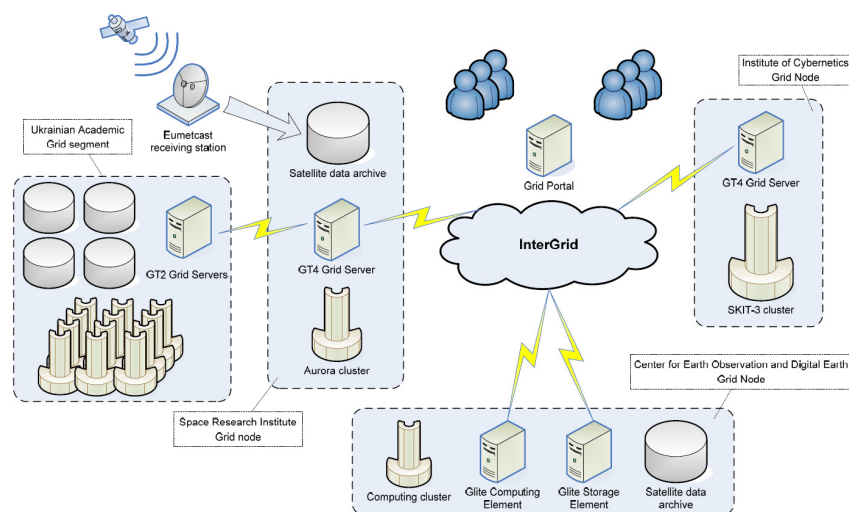 Institute of Cybernetics
Grid Node
Eumetcast
receiving station
Ukrainian Academic
Grid segment
Satellite data archive
Grid Portal
GT4 Grid Server
GT2 Grid Servers
GT4 Grid Server
InterGrid
SKIT-3 cluster
Aurora cluster
Center for Earth Observation and Digital Earth
Grid Node
Space Research Institute
Grid node
Computing cluster
Glite Computing
Element
Glite Storage
Element
Satellite data
archive